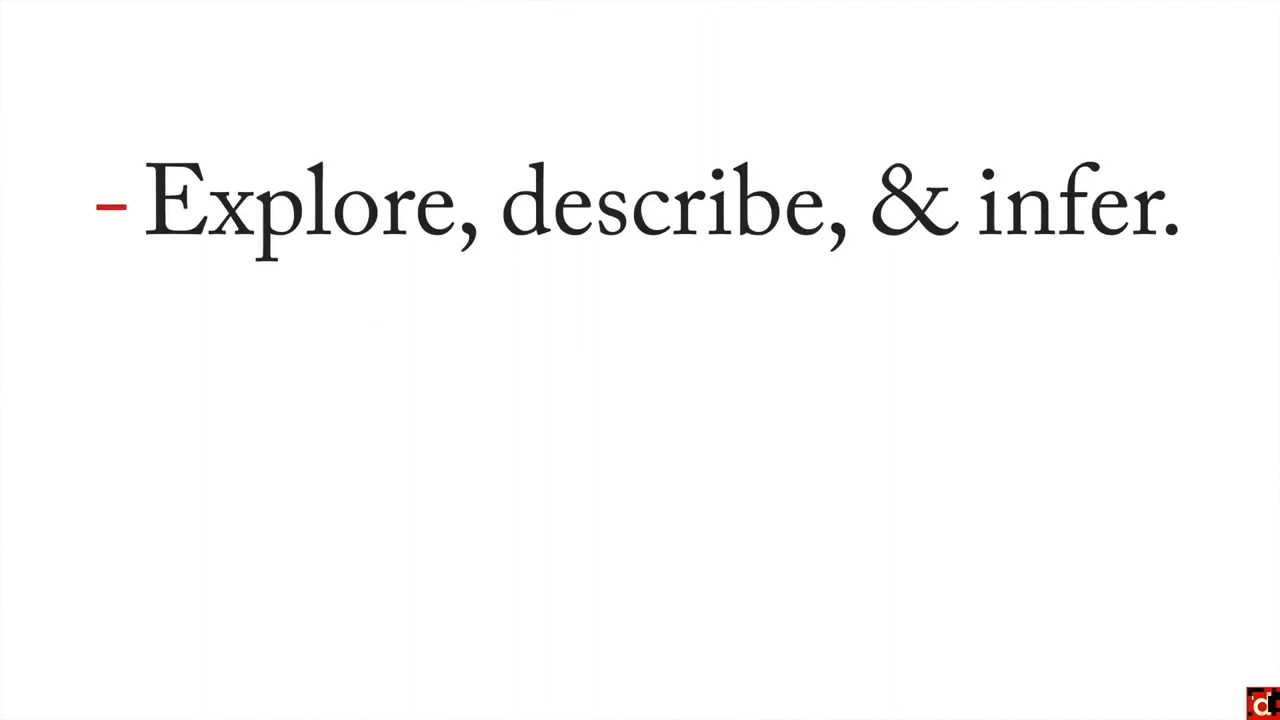 - Explore, describe, & infer.
d